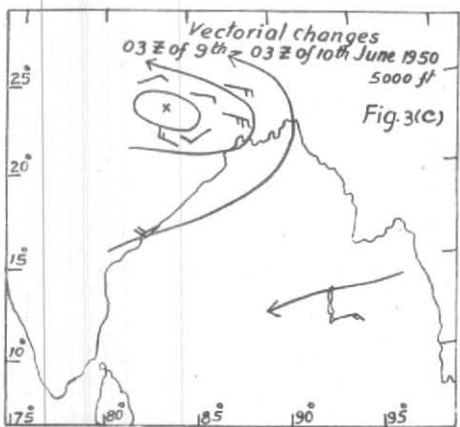 Vectorial changes
03 Z of 9th - 03 Z of 10th June 1950
5000 ft
Fig. 3(c)
25°
20°
15°
10°
75° 80° 85° 90° 95°